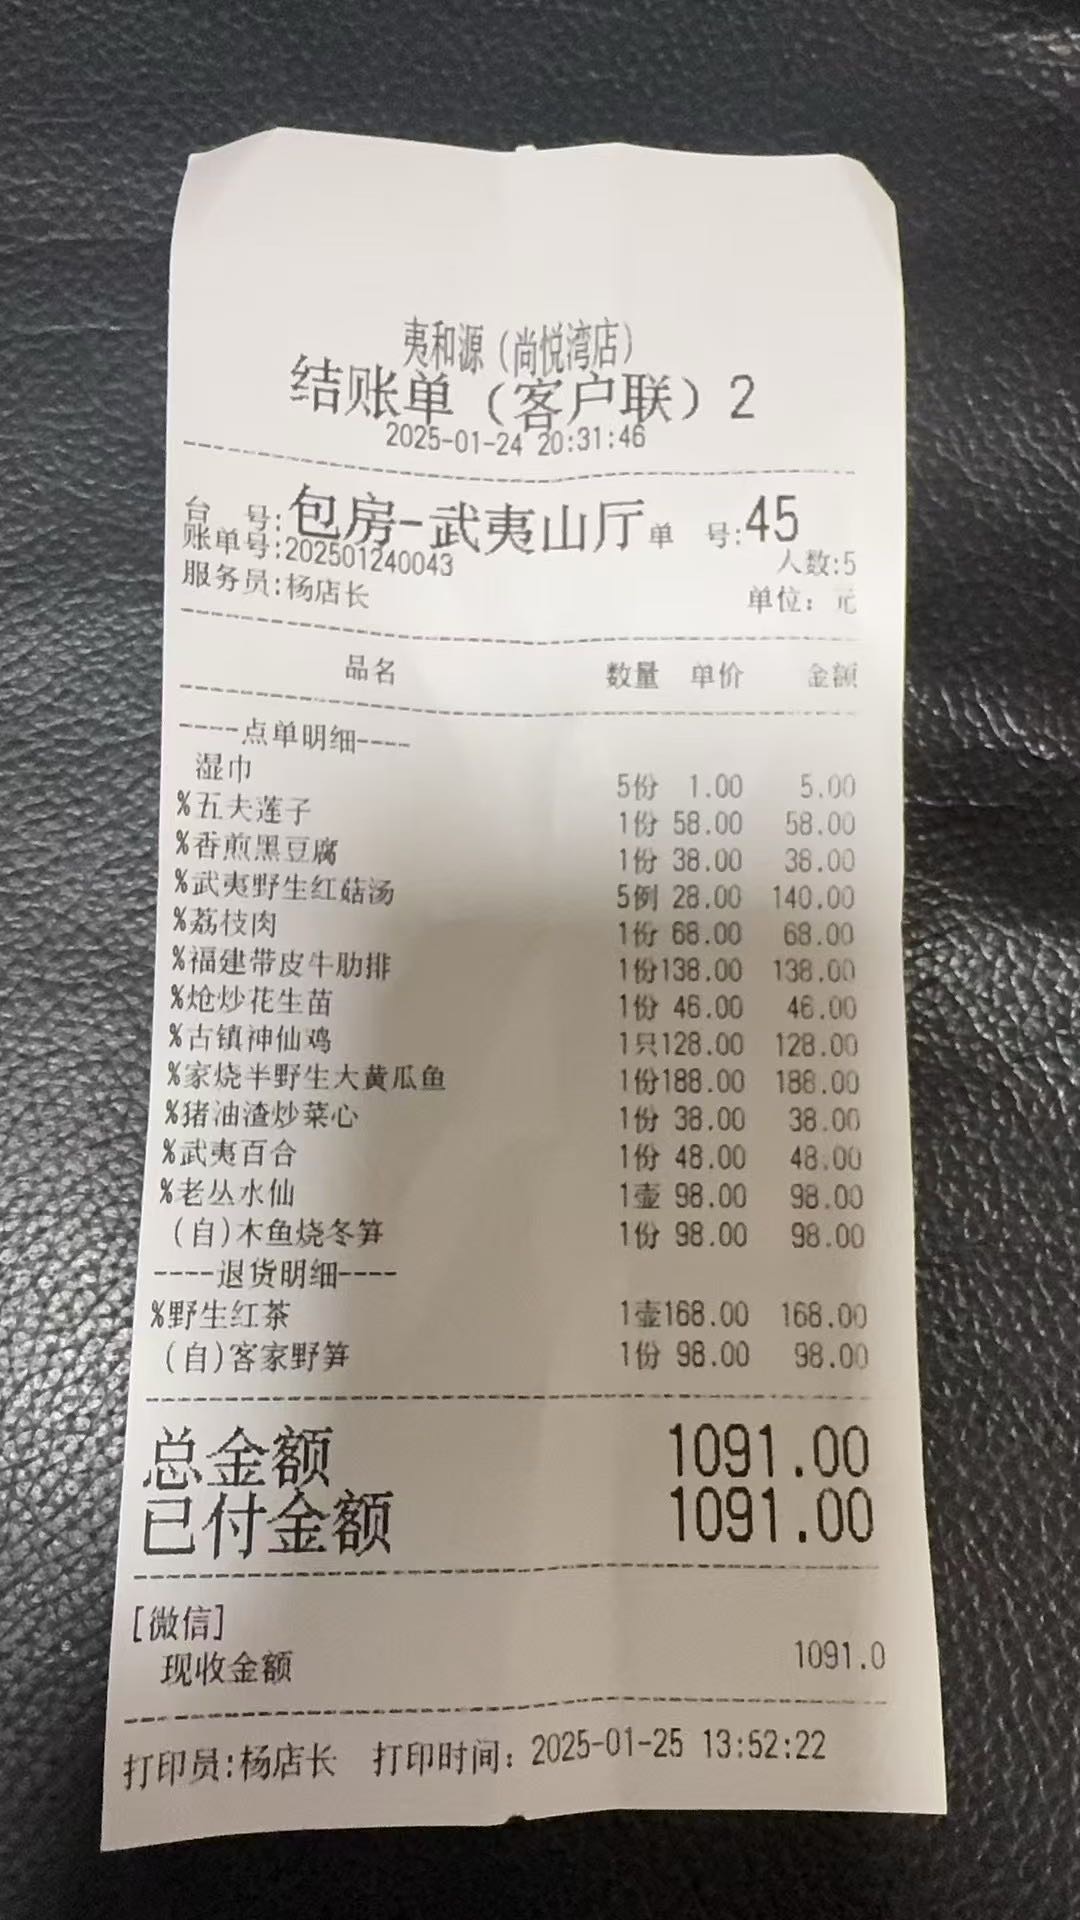 夷和源（尚悦湾店）
结账单（客户联）2
2025-01-24 20:31:46
台 号:包房-武夷山厅 单 号:45
账单号:202501240043 人数:5
服务员:杨店长 单位：元
品名 数量 单价 金额
----点单明细----
湿巾 5份 1.00 5.00
%五夫莲子 1份 58.00 58.00
%香煎黑豆腐 1份 38.00 38.00
%武夷野生红菇汤 5例 28.00 140.00
%荔枝肉 1份 68.00 68.00
%福建带皮牛肋排 1份138.00 138.00
%炝炒花生苗 1份 46.00 46.00
%古镇神仙鸡 1只128.00 128.00
%家烧半野生大黄瓜鱼 1份188.00 188.00
%猪油渣炒菜心 1份 38.00 38.00
%武夷百合 1份 48.00 48.00
%老丛水仙 1壶 98.00 98.00
(自)木鱼烧冬笋 1份 98.00 98.00
----退货明细----
%野生红茶 1壶168.00 168.00
(自)客家野笋 1份 98.00 98.00
总金额 1091.00
已付金额 1091.00
[微信]
现收金额 1091.0
打印员:杨店长 打印时间：2025-01-25 13:52:22